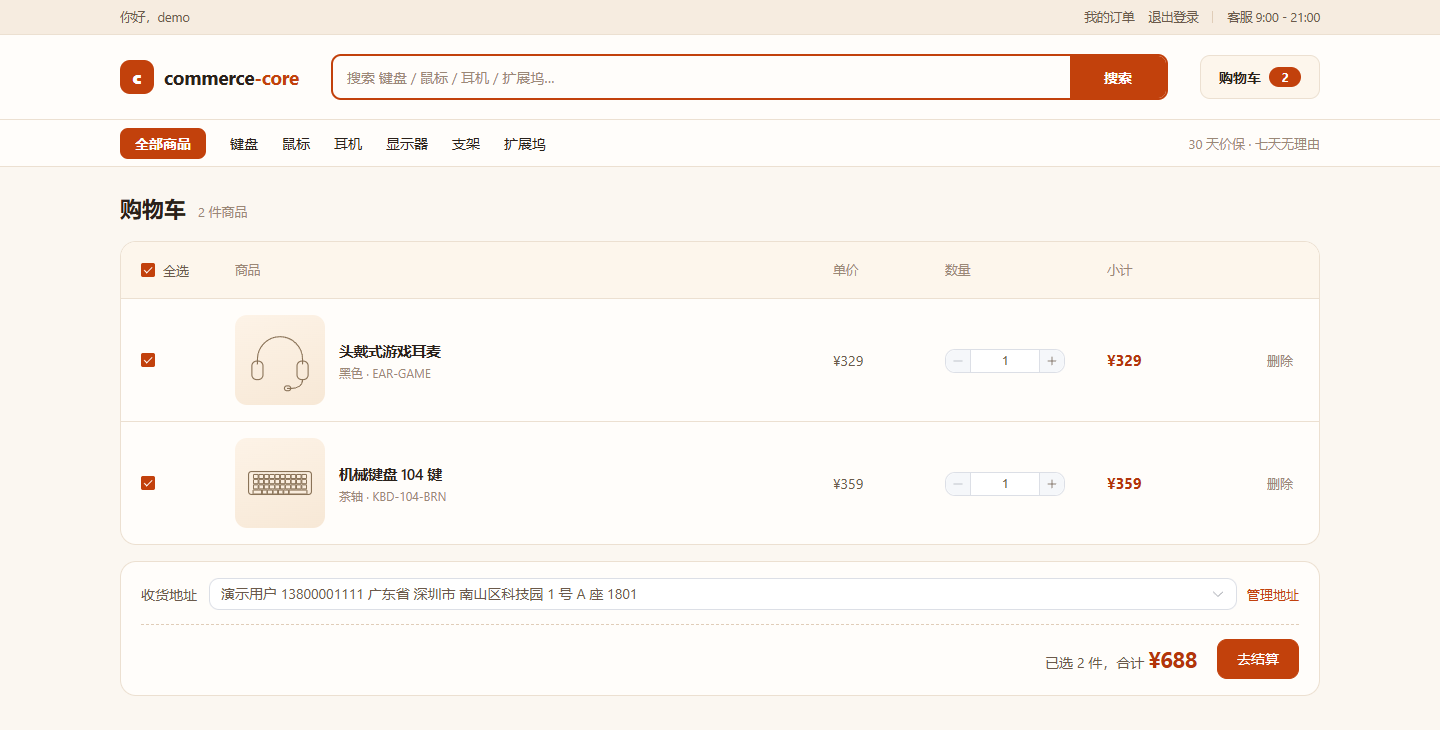 你好，demo
我的订单 退出登录 客服 9:00 - 21:00
c commerce-core 搜索 键盘 / 鼠标 / 耳机 / 扩展坞... 搜索 购物车 2
全部商品 键盘 鼠标 耳机 显示器 支架 扩展坞 30 天价保 · 七天无理由
购物车 2 件商品
全选 商品 单价 数量 小计
头戴式游戏耳麦
黑色 · EAR-GAME
¥329 1 ¥329 删除
机械键盘 104 键
茶轴 · KBD-104-BRN
¥359 1 ¥359 删除
收货地址 演示用户 13800001111 广东省 深圳市 南山区科技园 1 号 A 座 1801 管理地址
已选 2 件，合计 ¥688 去结算